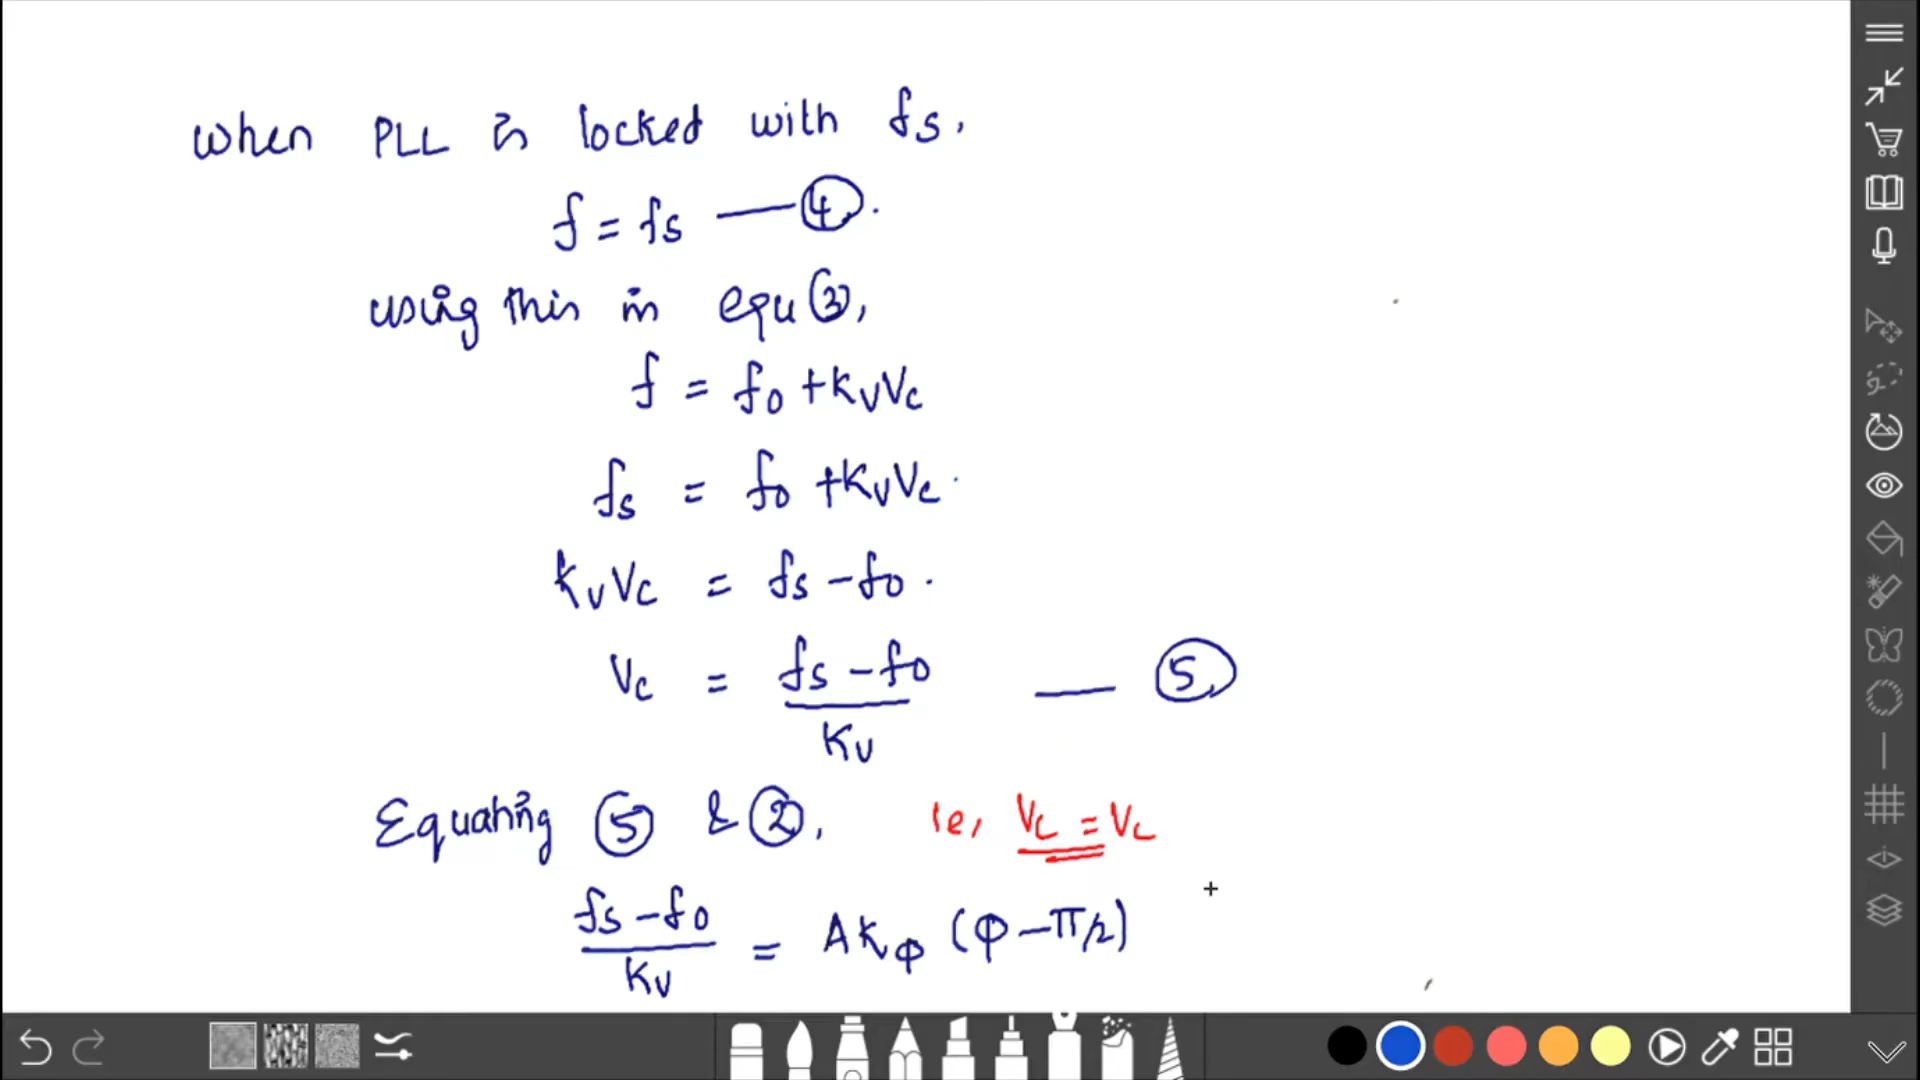 When PLL is locked with fs,
f = fs — ④.
using this in equ ③,
f = fo + KvVc
fs = fo + KvVc.
KvVc = fs - fo.
Vc = fs - fo / Kv — ⑤
Equating ⑤ & ②, ie, Vc = Vc
fs - fo / Kv = AKφ (φ - π/2)